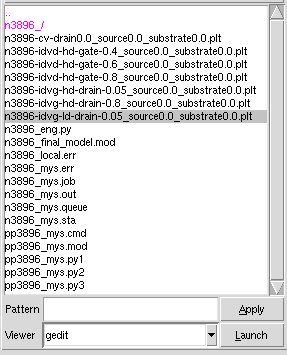 ..
n3896_/
n3896-cv-drain0.0_source0.0_substrate0.0.plt
n3896-idvd-hd-gate-0.4_source0.0_substrate0.0.plt
n3896-idvd-hd-gate-0.6_source0.0_substrate0.0.plt
n3896-idvd-hd-gate-0.8_source0.0_substrate0.0.plt
n3896-idvg-hd-drain-0.05_source0.0_substrate0.0.plt
n3896-idvg-hd-drain-0.8_source0.0_substrate0.0.plt
n3896-idvg-ld-drain-0.05_source0.0_substrate0.0.plt
n3896_eng.py
n3896_final_model.mod
n3896_local.err
n3896_mys.err
n3896_mys.job
n3896_mys.out
n3896_mys.queue
n3896_mys.sta
pp3896_mys.cmd
pp3896_mys.mod
pp3896_mys.py1
pp3896_mys.py2
pp3896_mys.py3
Pattern Apply
Viewer gedit Launch